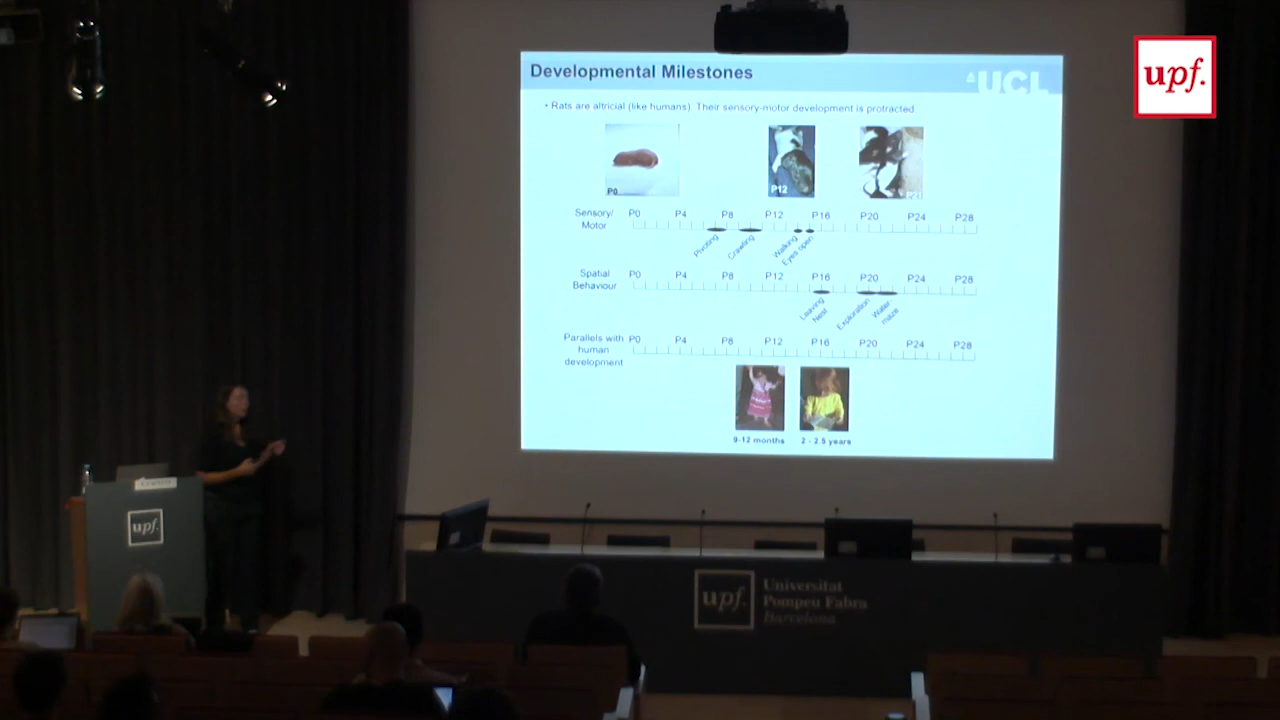 Developmental Milestones
UCL
upf.
• Rats are altricial (like humans). Their sensory-motor development is protracted.
P0
P12
P21
Sensory/
Motor
P0 P4 P8 P12 P16 P20 P24 P28
Pivoting
Crawling
Walking
Eyes open
Spatial
Behaviour
P0 P4 P8 P12 P16 P20 P24 P28
Leaving
Nest
Exploration
Water-
maze
Parallels with
human
development
P0 P4 P8 P12 P16 P20 P24 P28
9-12 months
2 - 2.5 years
upf.
upf.
Universitat
Pompeu Fabra
Barcelona